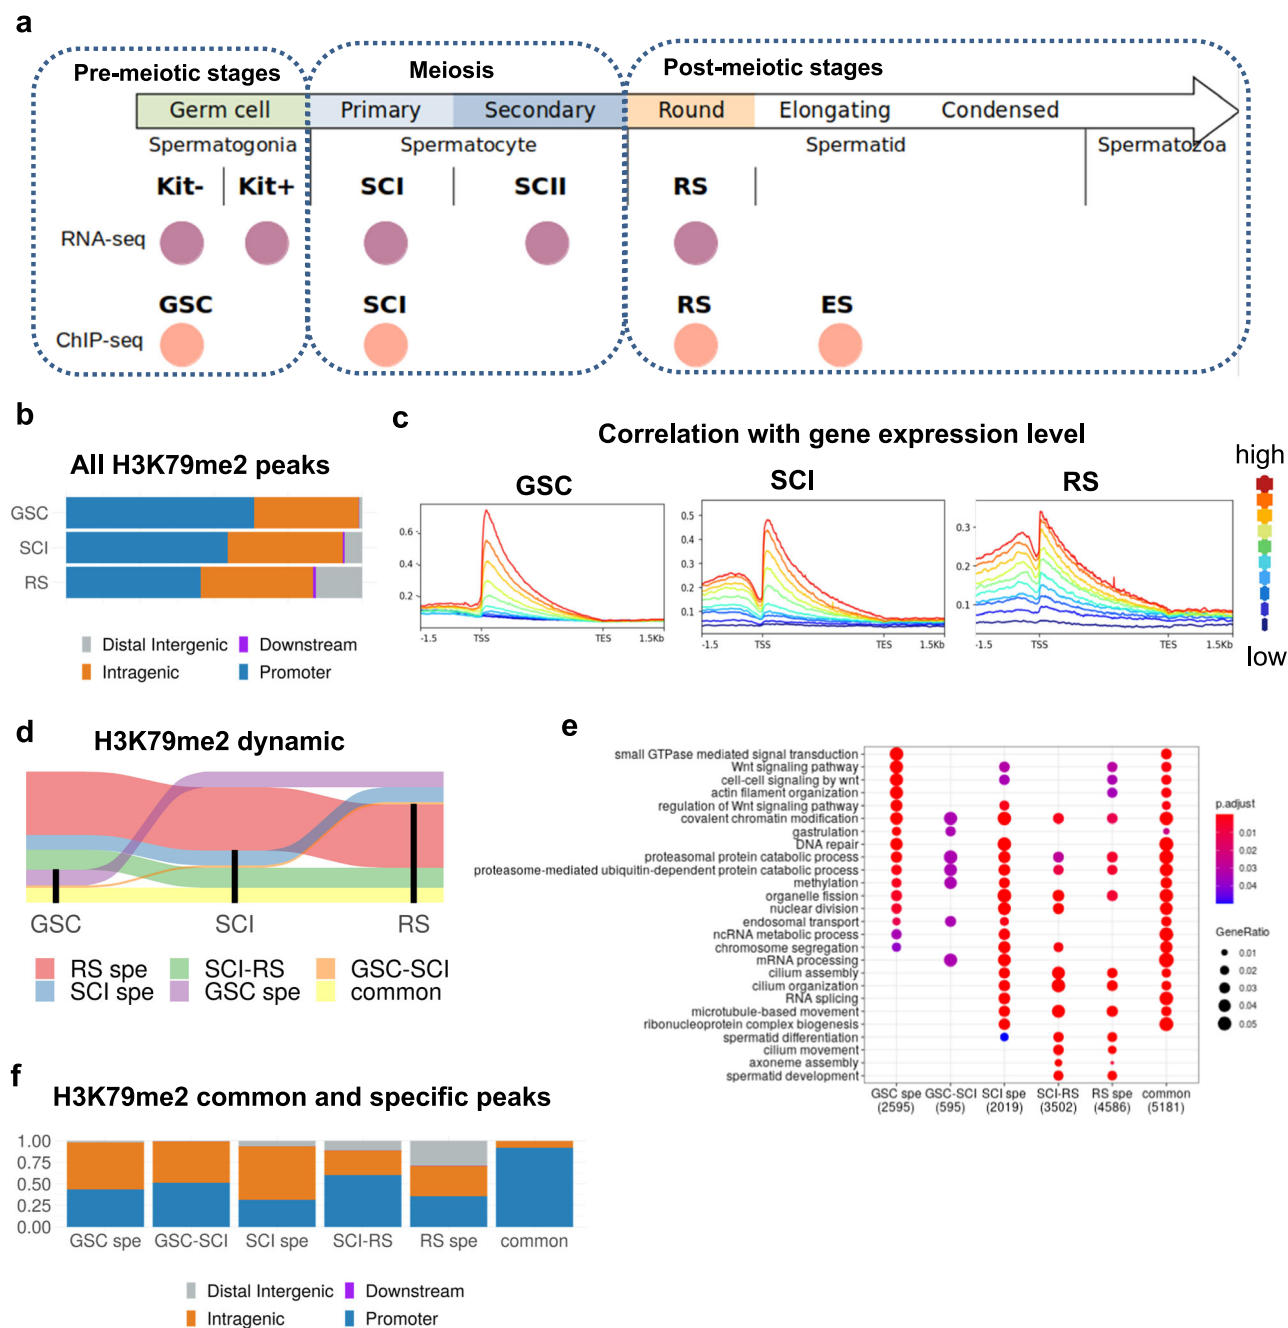 a
Pre-meiotic stages
Meiosis
Post-meiotic stages
Germ cell
Primary
Secondary
Round
Elongating
Condensed
Spermatogonia
Spermatocyte
Spermatid
Spermatozoa
Kit-
Kit+
SCI
SCII
RS
RNA-seq
GSC
SCI
RS
ES
ChIP-seq
b
All H3K79me2 peaks
GSC
SCI
RS
Distal Intergenic
Downstream
Intragenic
Promoter
c
Correlation with gene expression level
GSC
0.6
0.4
0.2
-1.5
TSS
TES
1.5Kb
SCI
0.5
0.4
0.3
0.2
0.1
-1.5
TSS
TES
1.5Kb
RS
0.3
0.2
0.1
-1.5
TSS
TES
1.5Kb
high
low
d
H3K79me2 dynamic
GSC
SCI
RS
RS spe
SCI-RS
GSC-SCI
SCI spe
GSC spe
common
e
small GTPase mediated signal transduction
Wnt signaling pathway
cell-cell signaling by wnt
actin filament organization
regulation of Wnt signaling pathway
covalent chromatin modification
gastrulation
DNA repair
proteasomal protein catabolic process
proteasome-mediated ubiquitin-dependent protein catabolic process
methylation
organelle fission
nuclear division
endosomal transport
ncRNA metabolic process
chromosome segregation
mRNA processing
cilium assembly
cilium organization
RNA splicing
microtubule-based movement
ribonucleoprotein complex biogenesis
spermatid differentiation
cilium movement
axoneme assembly
spermatid development
GSC spe
(2595)
GSC-SCI
(595)
SCI spe
(2019)
SCI-RS
(3502)
RS spe
(4586)
common
(5181)
p.adjust
0.01
0.02
0.03
0.04
GeneRatio
0.01
0.02
0.03
0.04
0.05
f
H3K79me2 common and specific peaks
1.00
0.75
0.50
0.25
0.00
GSC spe
GSC-SCI
SCI spe
SCI-RS
RS spe
common
Distal Intergenic
Downstream
Intragenic
Promoter